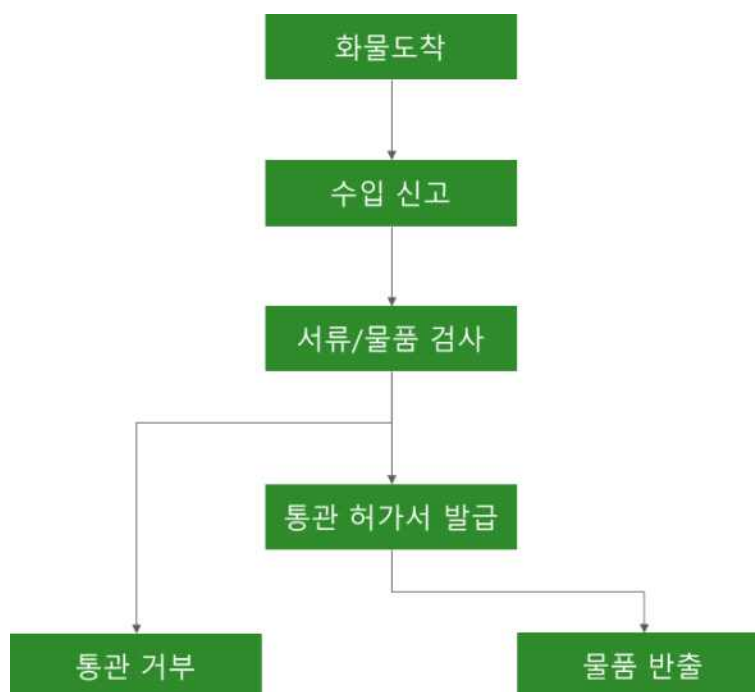 화물도착
수입 신고
서류/물품 검사
통관 허가서 발급
통관 거부
물품 반출